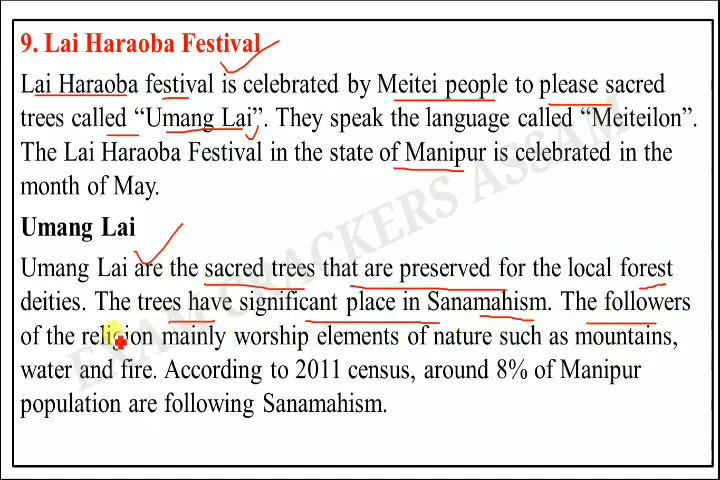 9. Lai Haraoba Festival
Lai Haraoba festival is celebrated by Meitei people to please sacred
trees called “Umang Lai”. They speak the language called “Meiteilon”.
The Lai Haraoba Festival in the state of Manipur is celebrated in the
month of May.
Umang Lai
Umang Lai are the sacred trees that are preserved for the local forest
deities. The trees have significant place in Sanamahism. The followers
of the religion mainly worship elements of nature such as mountains,
water and fire. According to 2011 census, around 8% of Manipur
population are following Sanamahism.
EXAM CRACKERS ASSAM